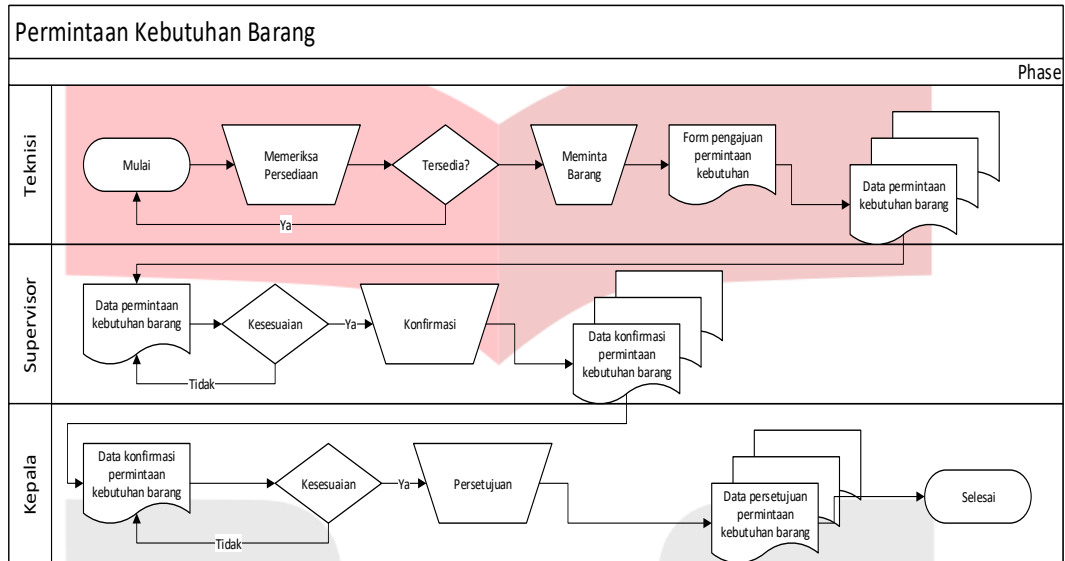 Permintaan Kebutuhan Barang
Phase
Teknisi
Mulai
Memeriksa
Persediaan
Tersedia?
Ya
Meminta
Barang
Form pengajuan
permintaan
kebutuhan
Data permintaan
kebutuhan barang
Supervisor
Data permintaan
kebutuhan barang
Kesesuaian
Ya
Tidak
Konfirmasi
Data konfirmasi
permintaan
kebutuhan barang
Kepala
Data konfirmasi
permintaan
kebutuhan barang
Kesesuaian
Ya
Tidak
Persetujuan
Data persetujuan
permintaan
kebutuhan barang
Selesai